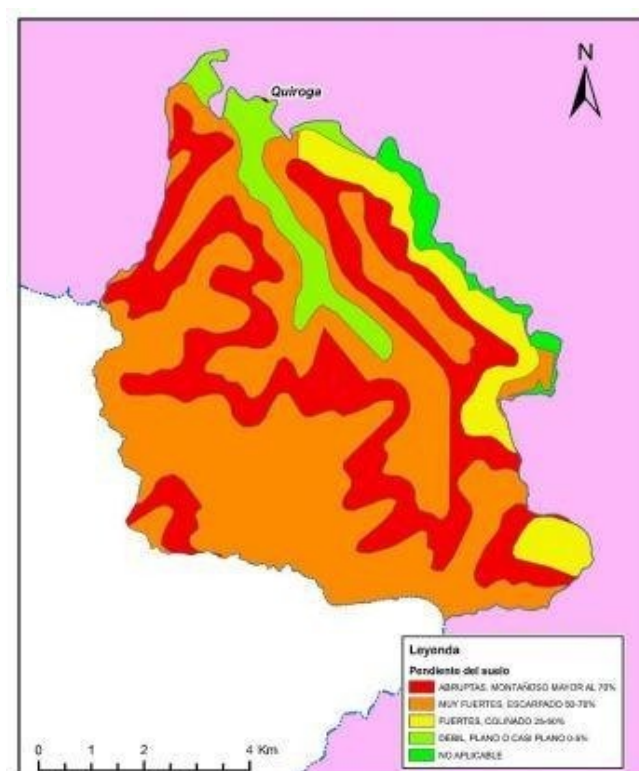 N
Quiroga
Leyenda
Pendiente del suelo
ABRUPTAS, MONTAÑOSO MAYOR AL 70%
MUY FUERTES, ESCARPADO 50-70%
FUERTES, COLINADO 25-50%
DEBIL, PLANO O CASI PLANO 0-5%
NO APLICABLE
0 2 4 Km